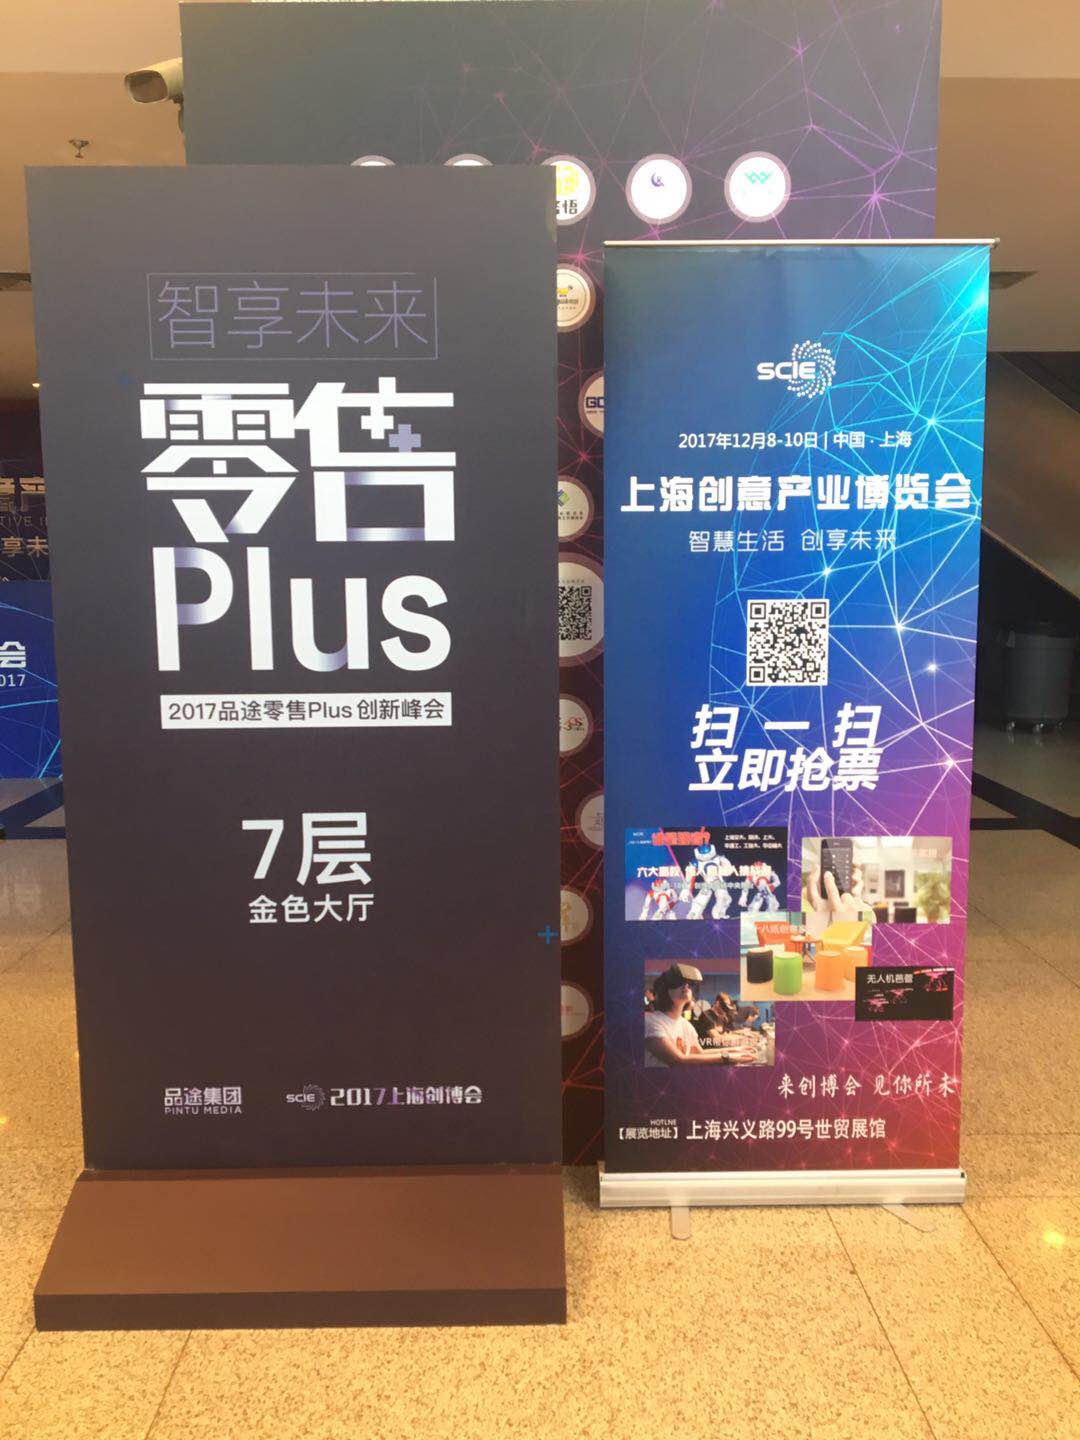 智享未来
零售
Plus
2017品途零售Plus 创新峰会
7层
金色大厅
品途集团
PINTU MEDIA
SCIE
2017上海创博会
SCIE
2017年12月8-10日 | 中国 · 上海
上海创意产业博览会
智慧生活 创享未来
扫一扫
立即抢票
无人机芭蕾
来创博会 见你所未
HOTLNE
【展览地址】上海兴义路99号世贸展馆
会
017